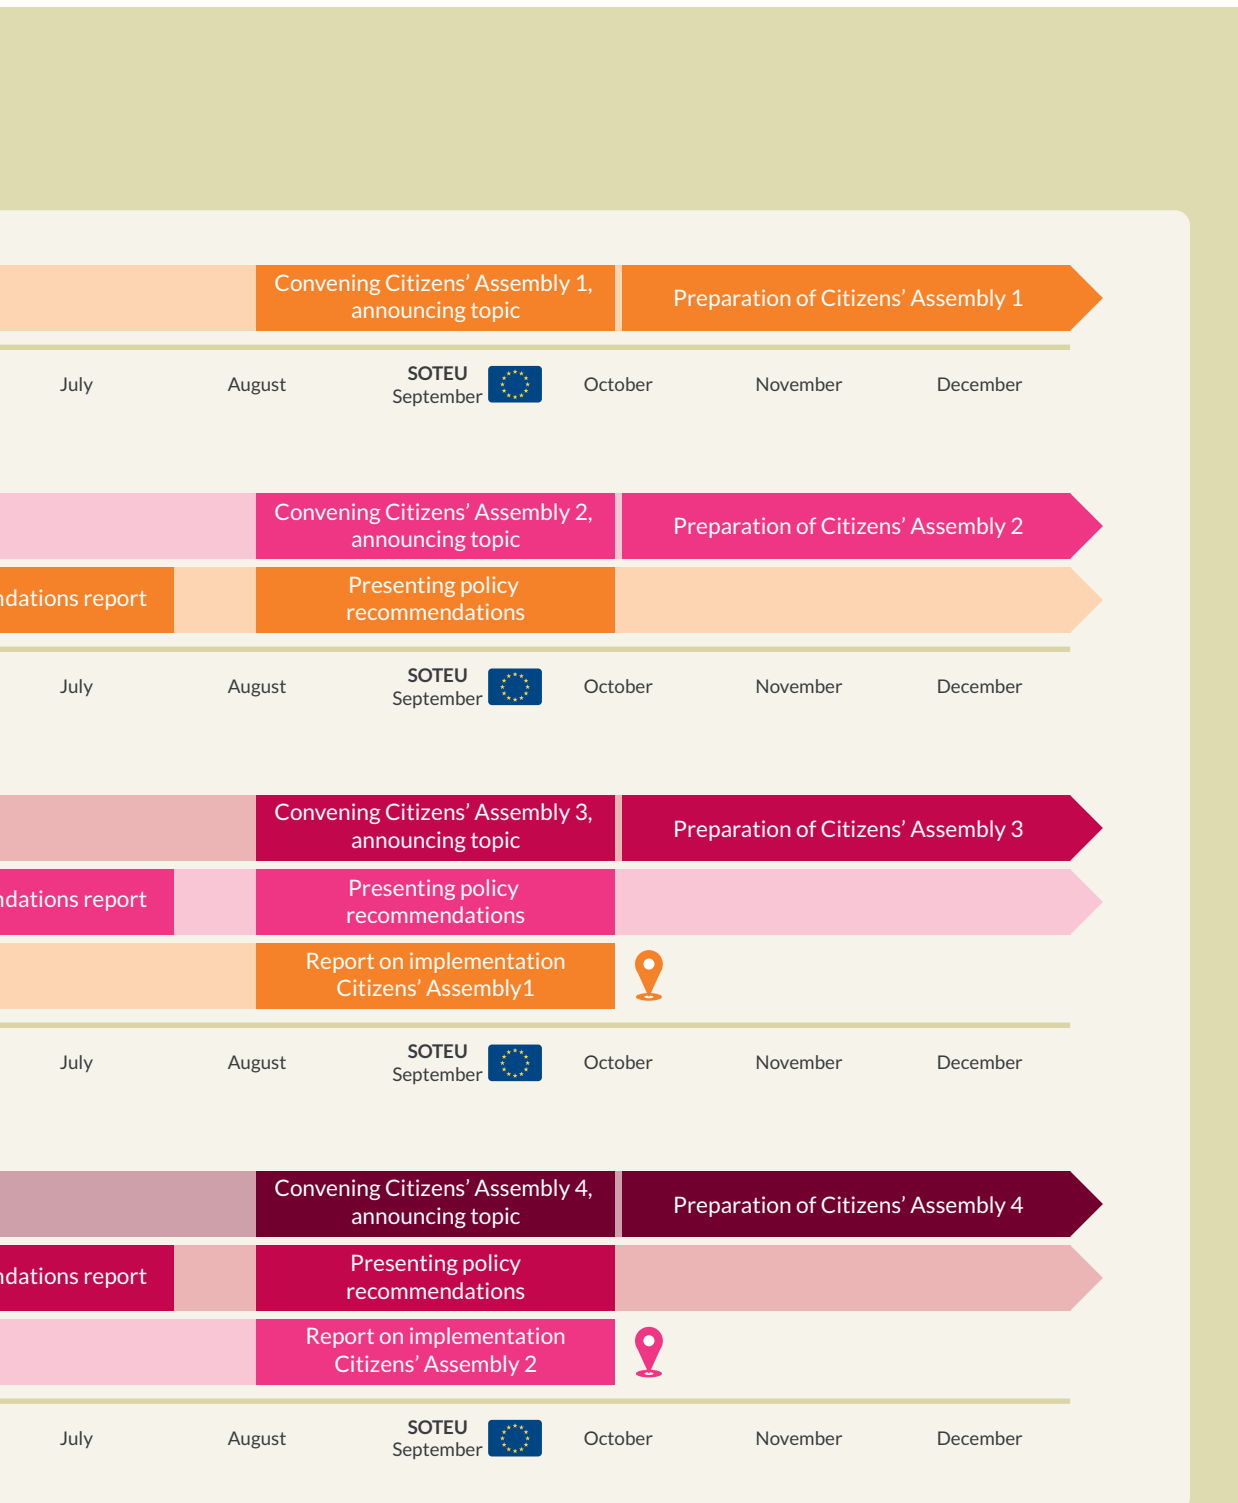 Convening Citizens’ Assembly 1,
announcing topic
Preparation of Citizens’ Assembly 1
July
August
SOTEU
September
October
November
December
Convening Citizens’ Assembly 2,
announcing topic
Preparation of Citizens’ Assembly 2
ndations report
Presenting policy
recommendations
July
August
SOTEU
September
October
November
December
Convening Citizens’ Assembly 3,
announcing topic
Preparation of Citizens’ Assembly 3
ndations report
Presenting policy
recommendations
Report on implementation
Citizens’ Assembly1
July
August
SOTEU
September
October
November
December
Convening Citizens’ Assembly 4,
announcing topic
Preparation of Citizens’ Assembly 4
ndations report
Presenting policy
recommendations
Report on implementation
Citizens’ Assembly 2
July
August
SOTEU
September
October
November
December